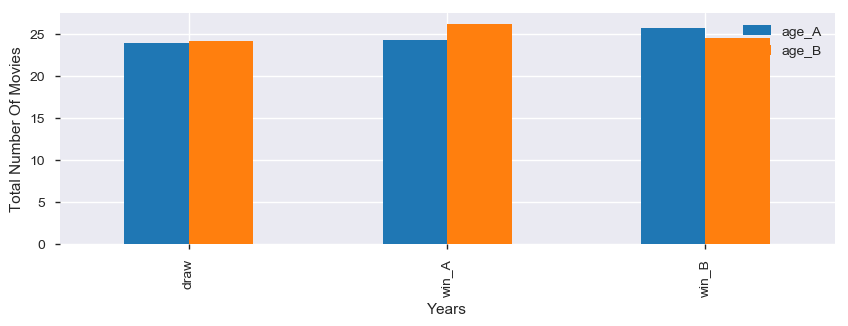 Total Number Of Movies
25
20
15
10
5
0
age_A
age_B
draw
win_A
win_B
Years